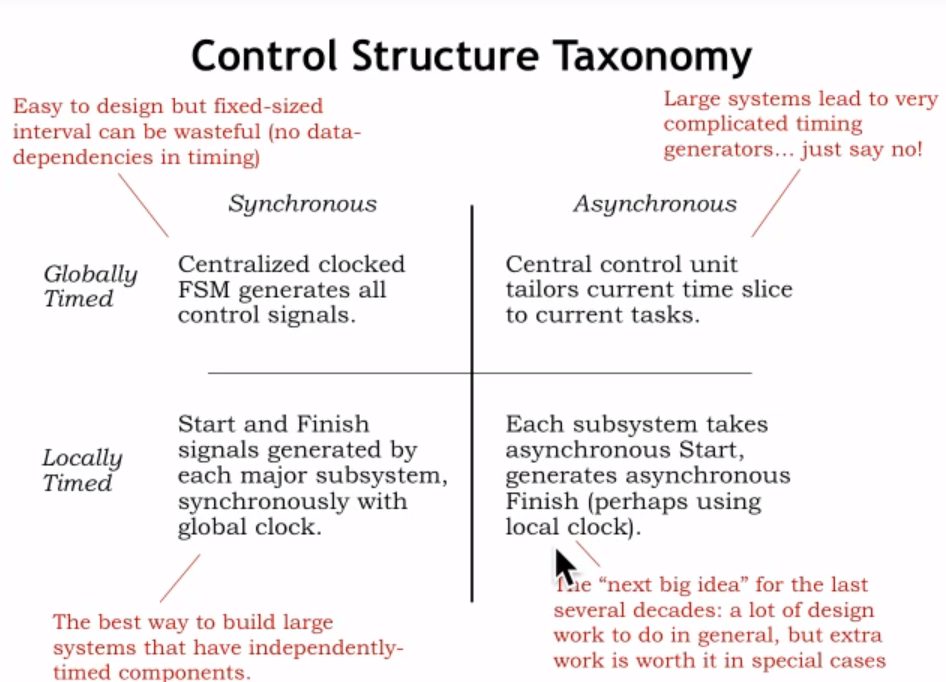 Control Structure Taxonomy
Easy to design but fixed-sized
interval can be wasteful (no data-
dependencies in timing)
Large systems lead to very
complicated timing
generators... just say no!
Synchronous
Asynchronous
Globally
Timed
Centralized clocked
FSM generates all
control signals.
Central control unit
tailors current time slice
to current tasks.
Locally
Timed
Start and Finish
signals generated by
each major subsystem,
synchronously with
global clock.
Each subsystem takes
asynchronous Start,
generates asynchronous
Finish (perhaps using
local clock).
The best way to build large
systems that have independently-
timed components.
The “next big idea” for the last
several decades: a lot of design
work to do in general, but extra
work is worth it in special cases